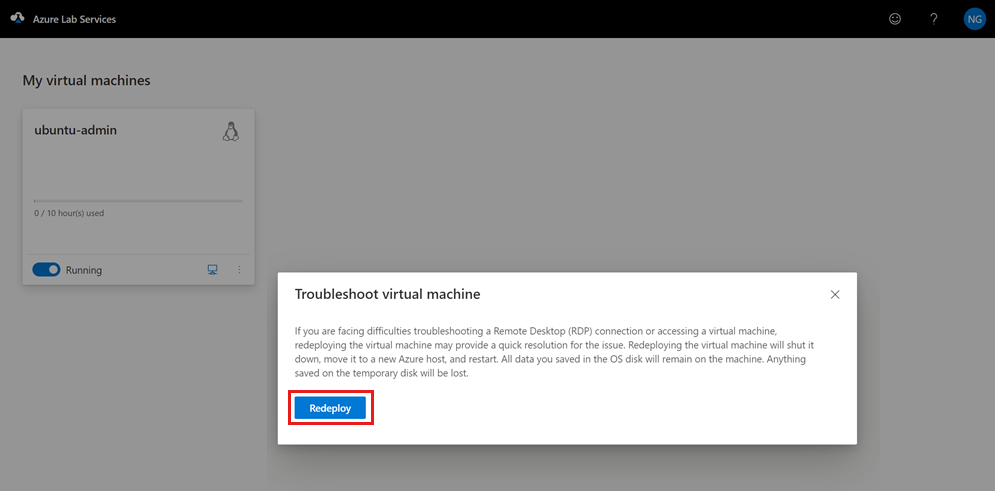 Azure Lab Services
?
NG
My virtual machines
ubuntu-admin
0 / 10 hour(s) used
Running
Troubleshoot virtual machine
If you are facing difficulties troubleshooting a Remote Desktop (RDP) connection or accessing a virtual machine,
redeploying the virtual machine may provide a quick resolution for the issue. Redeploying the virtual machine will shut it
down, move it to a new Azure host, and restart. All data you saved in the OS disk will remain on the machine. Anything
saved on the temporary disk will be lost.
Redeploy